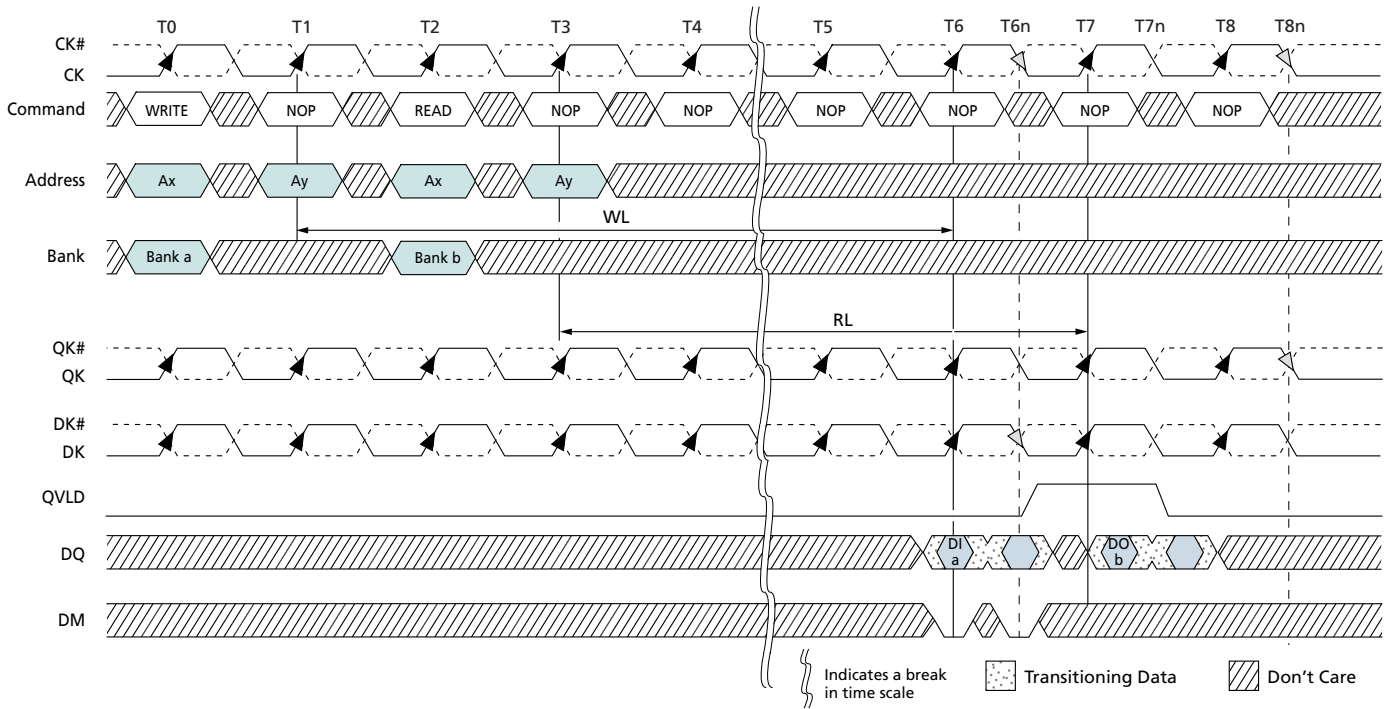 T0 T1 T2 T3 T4 T5 T6 T6n T7 T7n T8 T8n
CK#
CK
Command WRITE NOP READ NOP NOP NOP NOP NOP NOP
Address Ax Ay Ax Ay
WL
Bank Bank a Bank b
RL
QK#
QK
DK#
DK
QVLD
DQ DI a DO b
DM
Indicates a break
in time scale
Transitioning Data
Don't Care